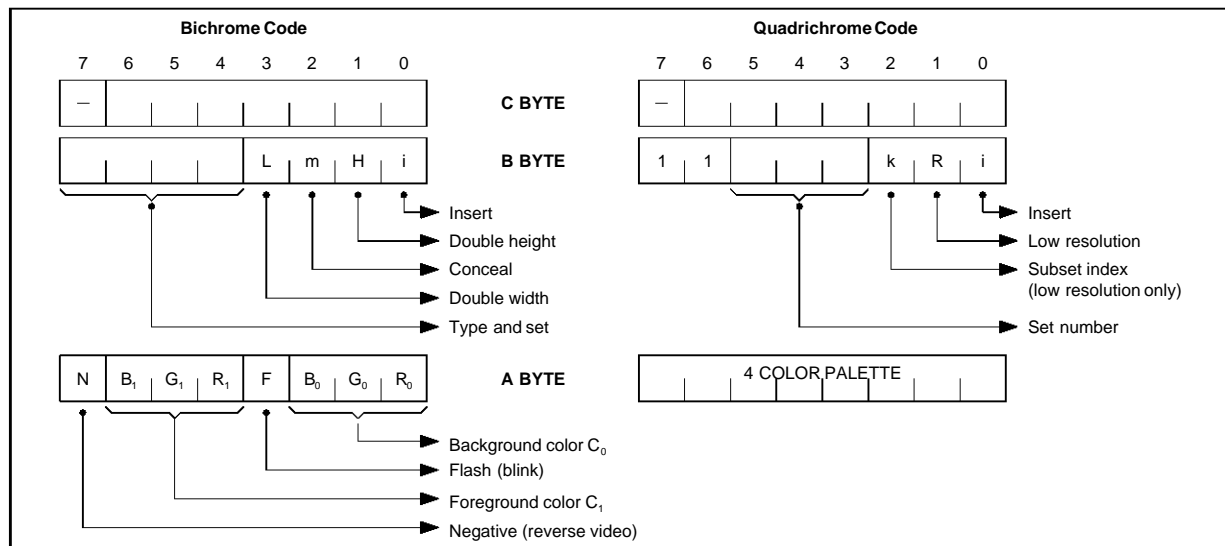 Bichrome Code Quadrichrome Code
7 6 5 4 3 2 1 0 7 6 5 4 3 2 1 0
– C BYTE –
L m H i B BYTE 1 1 k R i
Insert Insert
Double height Low resolution
Conceal Subset index
(low resolution only)
Double width
Type and set Set number
N B1 G1 R1 F B0 G0 R0 A BYTE 4 COLOR PALETTE
Background color C0
Flash (blink)
Foreground color C1
Negative (reverse video)